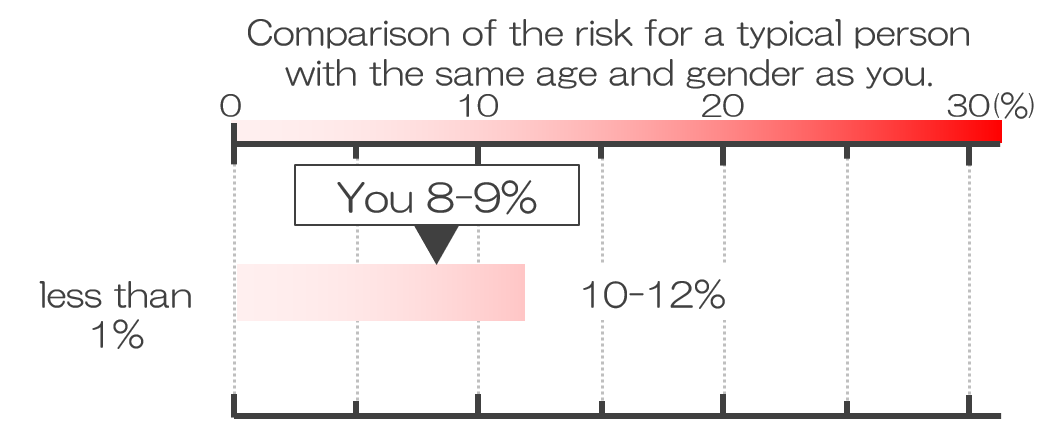 Comparison of the risk for a typical person
with the same age and gender as you.
0 10 20 30(%)
You 8-9%
less than
1%
10-12%